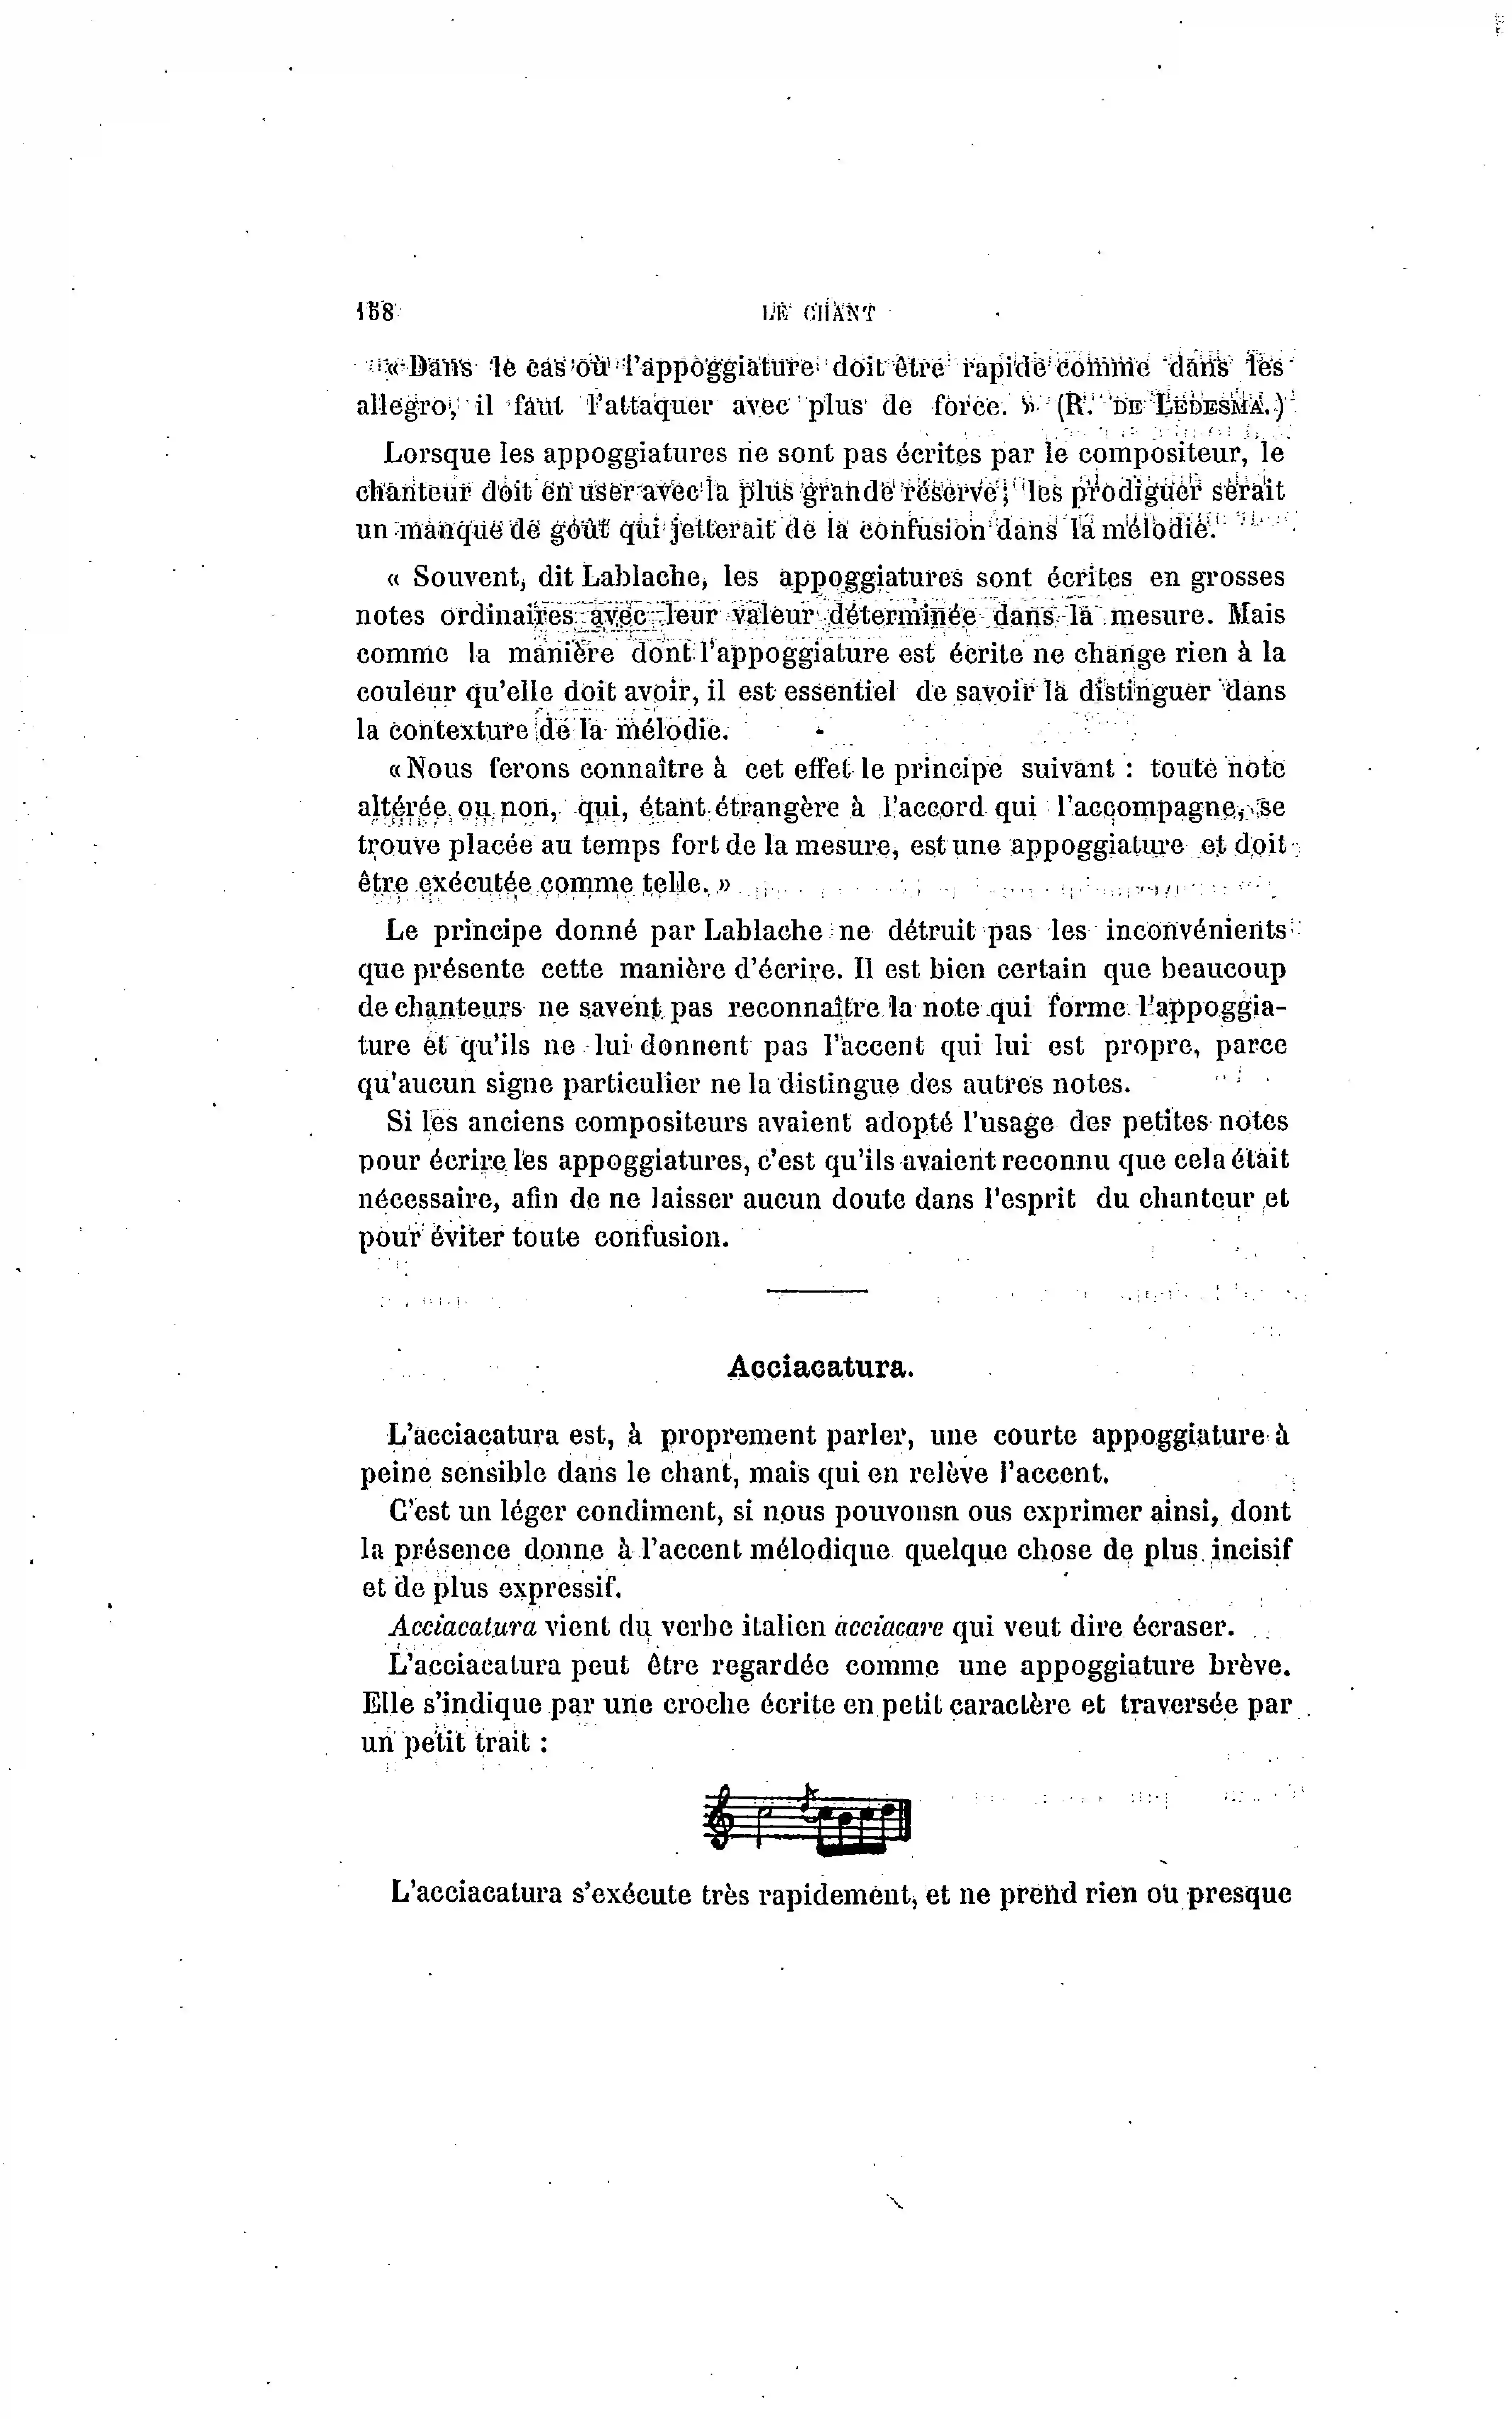 158 LE CHANT
« Dans le cas où l'appoggiature doit être rapide comme dans les
allegro, il faut l'attaquer avec plus de force. » (R. DE LEDESMA.)
Lorsque les appoggiatures ne sont pas écrites par le compositeur, le
chanteur doit en user avec la plus grande réserve; les prodiguer serait
un manque de goût qui jetterait de la confusion dans la mélodie.
« Souvent, dit Lablache, les appoggiatures sont écrites en grosses
notes ordinaires avec leur valeur déterminée dans la mesure. Mais
comme la manière dont l'appoggiature est écrite ne change rien à la
couleur qu'elle doit avoir, il est essentiel de savoir la distinguer dans
la contexture de la mélodie.
« Nous ferons connaître à cet effet le principe suivant : toute note
altérée ou non, qui, étant étrangère à l'accord qui l'accompagne, se
trouve placée au temps fort de la mesure, est une appoggiature et doit
être exécutée comme telle. »
Le principe donné par Lablache ne détruit pas les inconvénients
que présente cette manière d'écrire. Il est bien certain que beaucoup
de chanteurs ne savent pas reconnaître la note qui forme l'appoggia-
ture et qu'ils ne lui donnent pas l'accent qui lui est propre, parce
qu'aucun signe particulier ne la distingue des autres notes.
Si les anciens compositeurs avaient adopté l'usage des petites notes
pour écrire les appoggiatures, c'est qu'ils avaient reconnu que cela était
nécessaire, afin de ne laisser aucun doute dans l'esprit du chanteur et
pour éviter toute confusion.
Acciacatura.
L'acciacatura est, à proprement parler, une courte appoggiature à
peine sensible dans le chant, mais qui en relève l'accent.
C'est un léger condiment, si nous pouvonsn ous exprimer ainsi, dont
la présence donne à l'accent mélodique quelque chose de plus incisif
et de plus expressif.
Acciacatura vient du verbe italien acciacare qui veut dire écraser.
L'acciacatura peut être regardée comme une appoggiature brève.
Elle s'indique par une croche écrite en petit caractère et traversée par
un petit trait :
L'acciacatura s'exécute très rapidement, et ne prend rien ou presque